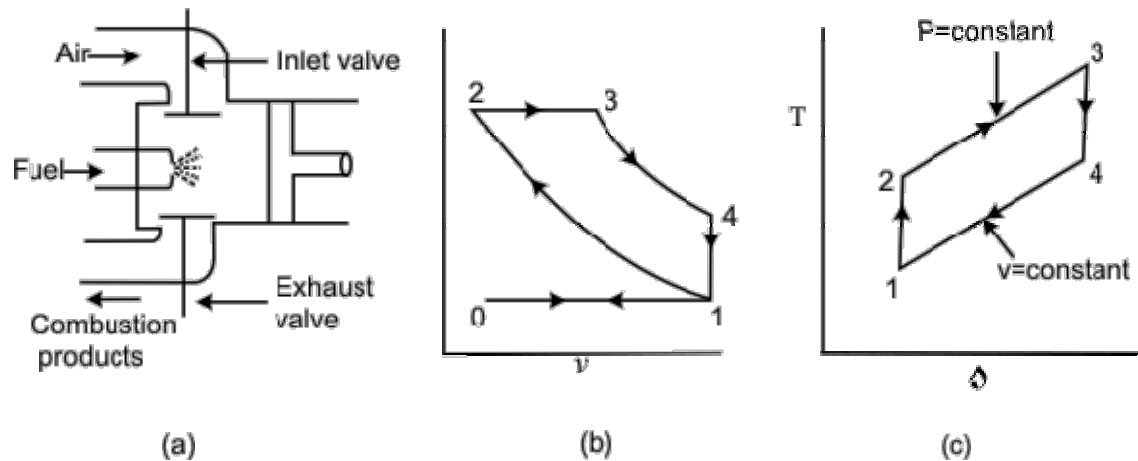 Air
Inlet valve
Fuel
Exhaust
valve
Combustion
products
(a)
2
3
4
0
1
v
(b)
P=constant
3
T
2
4
1
v=constant
(c)